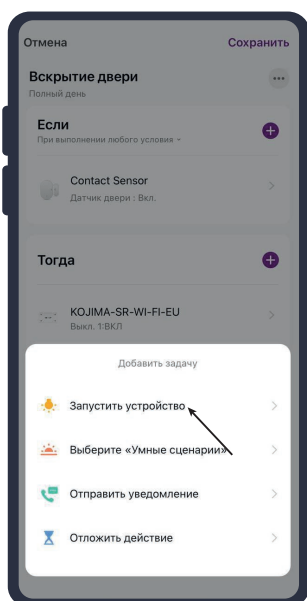 Отмена Сохранить
Вскрытие двери
Полный день
Если
При выполнении любого условия
Contact Sensor
Датчик двери : Вкл.
Тогда
KOJIMA-SR-WI-FI-EU
Выкл. 1:ВКЛ
Добавить задачу
Запустить устройство
Выберите «Умные сценарии»
Отправить уведомление
Отложить действие